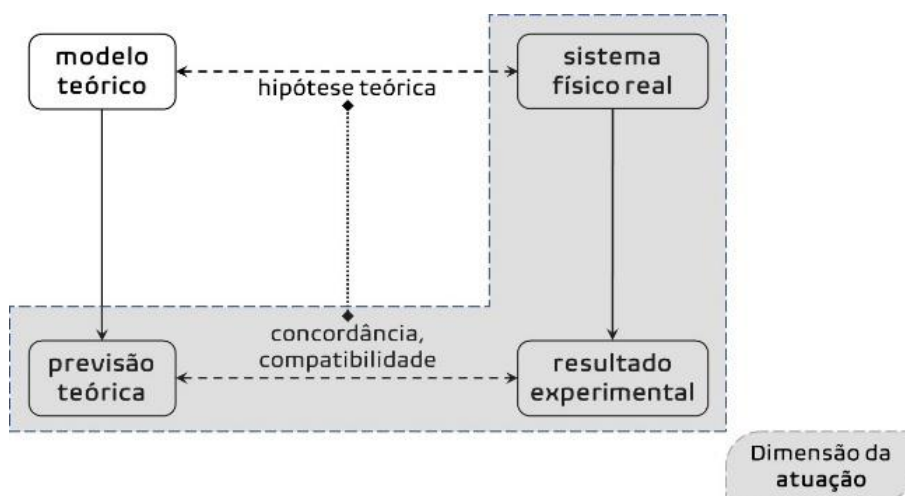 modelo
teórico
sistema
físico real
hipótese teórica
concordância,
compatibilidade
previsão
teórica
resultado
experimental
Dimensão da
atuação